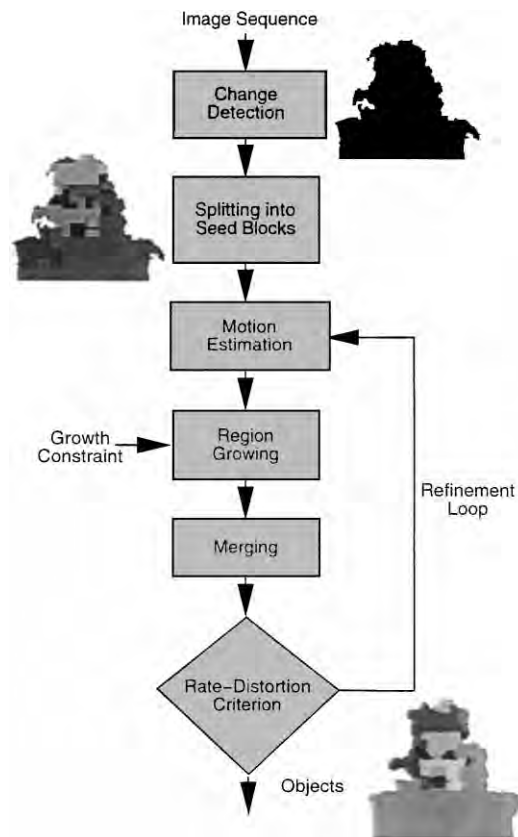 Image Sequence
Change
Detection
Splitting into
Seed Blocks
Motion
Estimation
Growth
Constraint
Region
Growing
Refinement
Loop
Merging
Rate-Distortion
Criterion
Objects